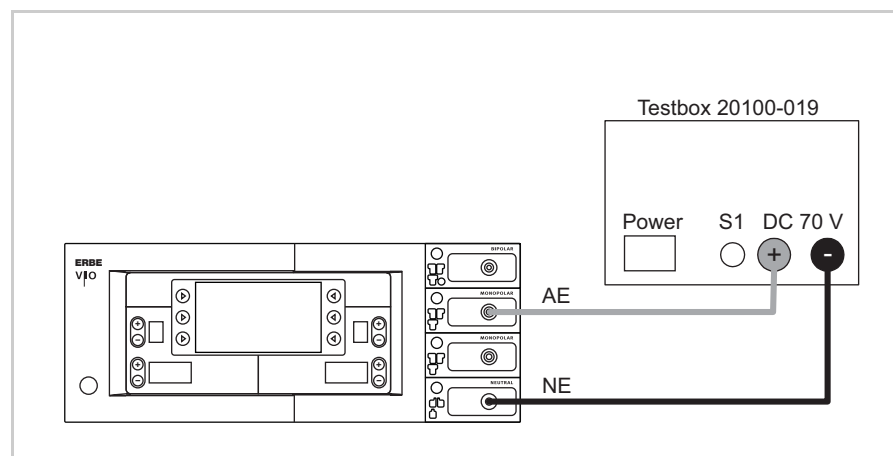 Testbox 20100-019
Power S1 DC 70 V
+ -
ERBE
VIO
BIPOLAR
AE
MONOPOLAR
MONOPOLAR
NE
NEUTRAL